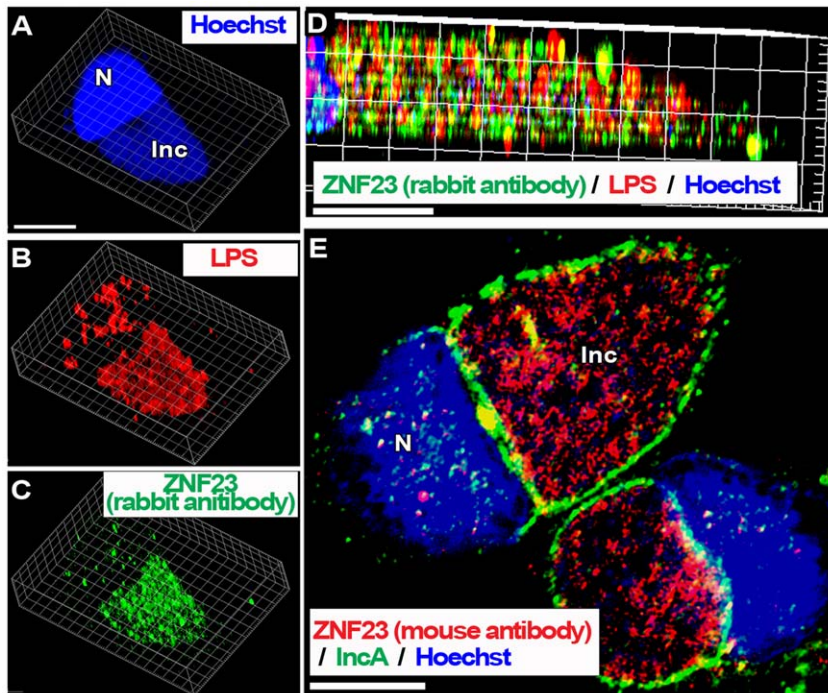 A
Hoechst
N
Inc
B
LPS
C
ZNF23
(rabbit anitibody)
D
ZNF23 (rabbit antibody) / LPS / Hoechst
E
Inc
N
ZNF23 (mouse antibody)
/ IncA / Hoechst